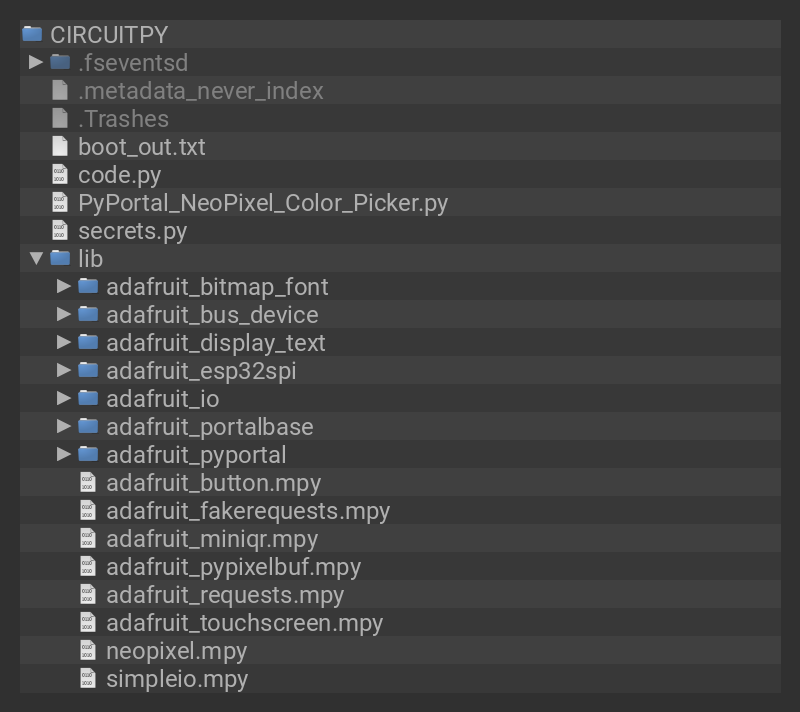 CIRCUITPY
.fseventsd
.metadata_never_index
.Trashes
boot_out.txt
code.py
PyPortal_NeoPixel_Color_Picker.py
secrets.py
lib
adafruit_bitmap_font
adafruit_bus_device
adafruit_display_text
adafruit_esp32spi
adafruit_io
adafruit_portalbase
adafruit_pyportal
adafruit_button.mpy
adafruit_fakerequests.mpy
adafruit_miniqr.mpy
adafruit_pypixelbuf.mpy
adafruit_requests.mpy
adafruit_touchscreen.mpy
neopixel.mpy
simpleio.mpy